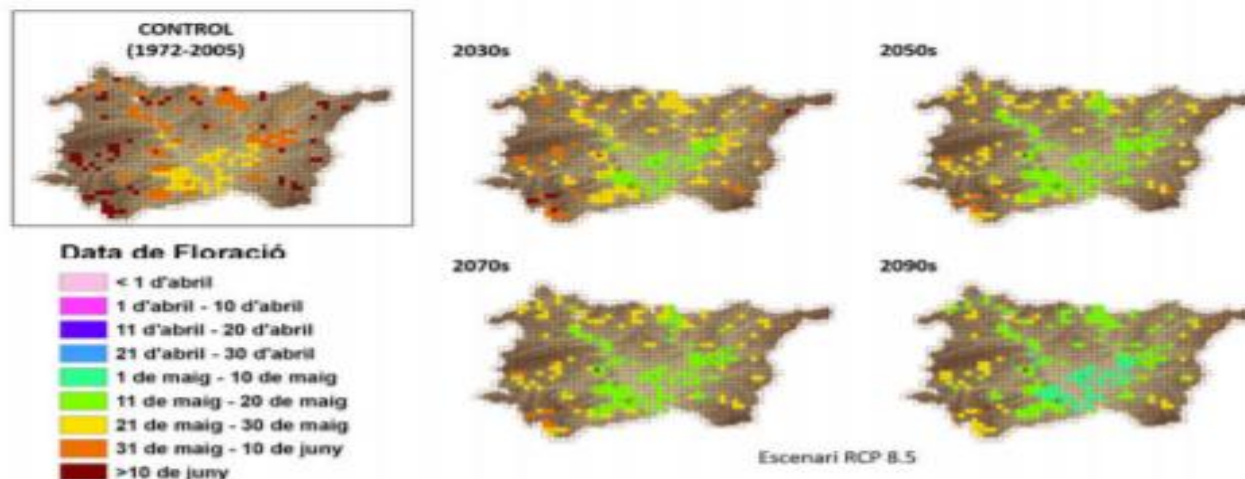 CONTROL
(1972-2005)
2030s
2050s
Data de Floració
< 1 d'abril
1 d'abril - 10 d'abril
11 d'abril - 20 d'abril
21 d'abril - 30 d'abril
1 de maig - 10 de maig
11 de maig - 20 de maig
21 de maig - 30 de maig
31 de maig - 10 de juny
>10 de juny
2070s
2090s
Escenari RCP 8.5